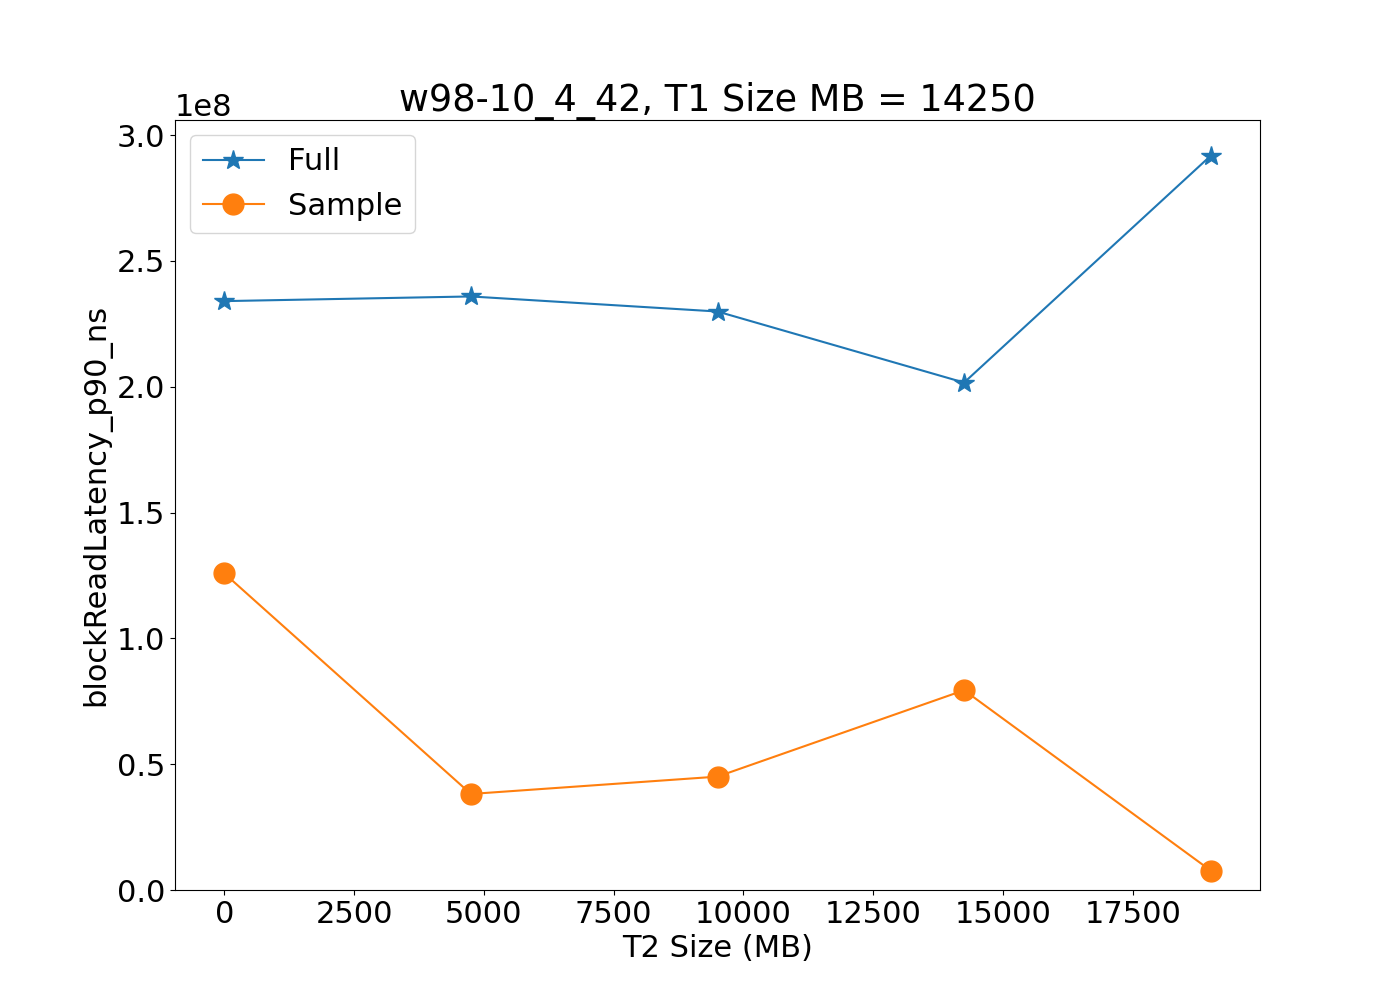 w98-10_4_42, T1 Size MB = 14250
1e8
3.0
2.5
2.0
1.5
1.0
0.5
0.0
blockReadLatency_p90_ns
Full
Sample
0 2500 5000 7500 10000 12500 15000 17500
T2 Size (MB)